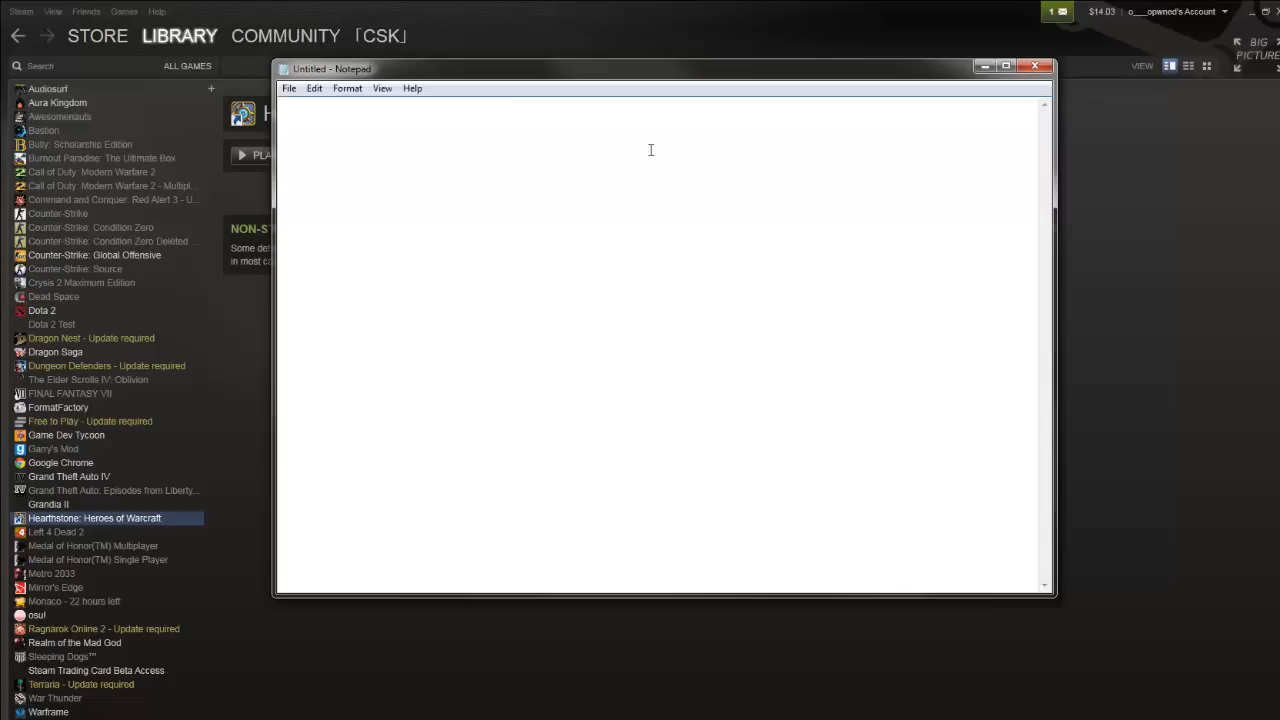 Steam View Friends Games Help
1 $14.03 o___opwned's Account
STORE LIBRARY COMMUNITY 「CSK」
BIG PICTURE
Search ALL GAMES
VIEW
Untitled - Notepad
File Edit Format View Help
Audiosurf +
Aura Kingdom
Awesomenauts
Bastion
Bully: Scholarship Edition
Burnout Paradise: The Ultimate Box
Call of Duty: Modern Warfare 2
Call of Duty: Modern Warfare 2 - Multipl...
Command and Conquer: Red Alert 3 - U...
Counter-Strike
Counter-Strike: Condition Zero
Counter-Strike: Condition Zero Deleted ...
Counter-Strike: Global Offensive
Counter-Strike: Source
Crysis 2 Maximum Edition
Dead Space
Dota 2
Dota 2 Test
Dragon Nest - Update required
Dragon Saga
Dungeon Defenders - Update required
The Elder Scrolls IV: Oblivion
FINAL FANTASY VII
FormatFactory
Free to Play - Update required
Game Dev Tycoon
Garry's Mod
Google Chrome
Grand Theft Auto IV
Grand Theft Auto: Episodes from Liberty...
Grandia II
Hearthstone: Heroes of Warcraft
Left 4 Dead 2
Medal of Honor(TM) Multiplayer
Medal of Honor(TM) Single Player
Metro 2033
Mirror's Edge
Monaco - 22 hours left
osu!
Ragnarok Online 2 - Update required
Realm of the Mad God
Sleeping Dogs™
Steam Trading Card Beta Access
Terraria - Update required
War Thunder
Warframe
H
PLA
NON-S
Some det
in most ca